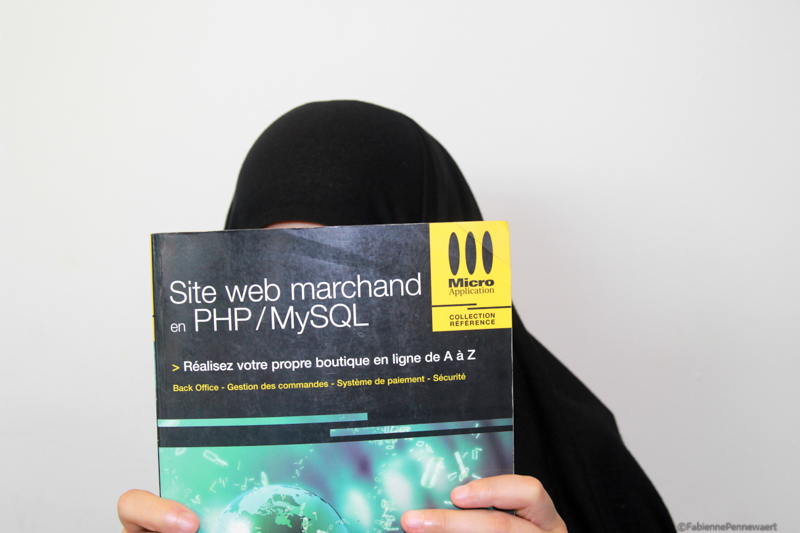 Site web marchand
en PHP/MySQL
Micro
Application
COLLECTION
RÉFÉRENCE
> Réalisez votre propre boutique en ligne de A à Z
Back Office - Gestion des commandes - Système de paiement - Sécurité
©FabiennePennewaert